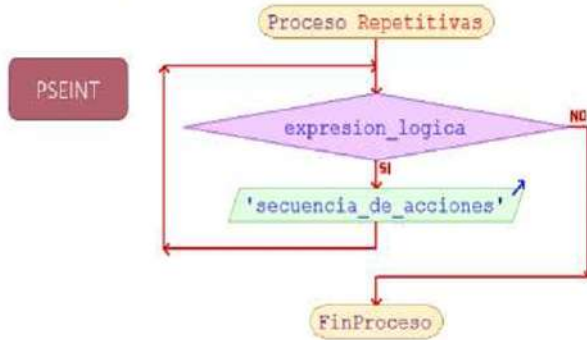 Proceso Repetitivas
PSEINT
expresion_logica
NO
SI
'secuencia_de_acciones'
FinProceso